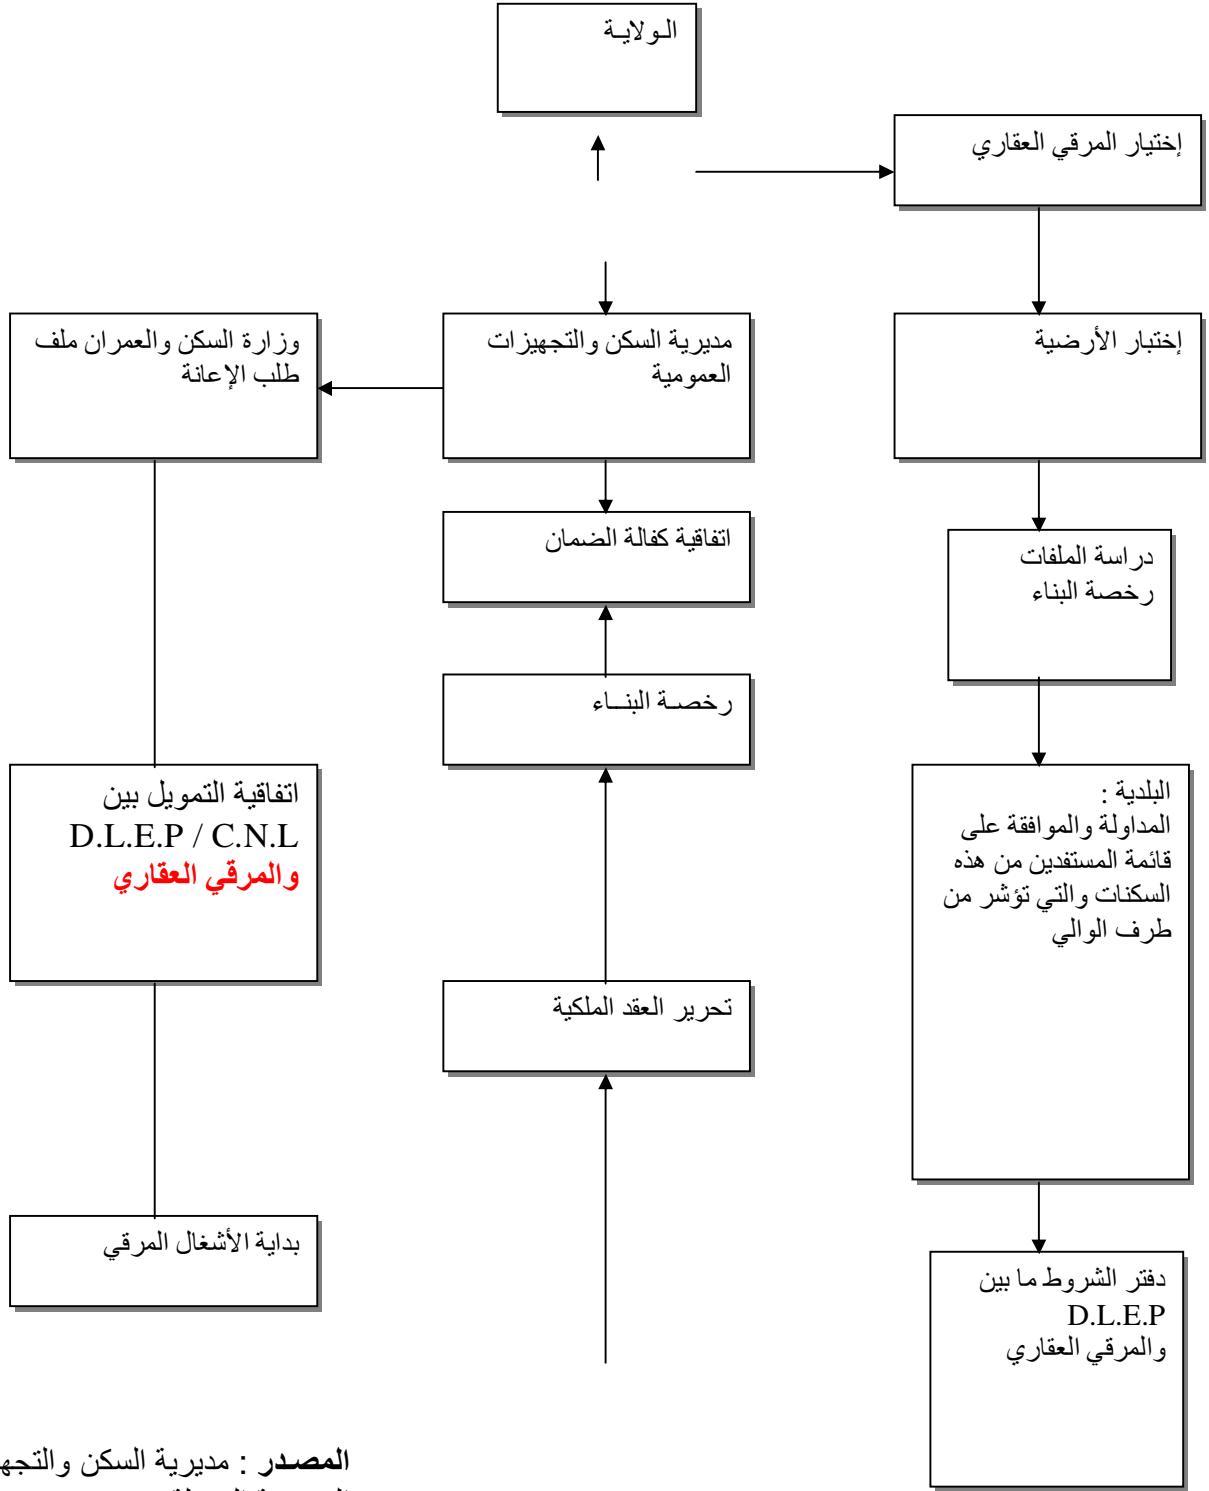 الـولايـة
إختيار المرقي العقاري
إختبار الأرضية
مديرية السكن والتجهيزات
العمومية
وزارة السكن والعمران ملف
طلب الإعانة
اتفاقية كفالة الضمان
دراسة الملفات
رخصة البناء
رخصـة البنــاء
البلدية :
المداولة والموافقة على
قائمة المستفدين من هذه
السكنات والتي تؤشر من
طرف الوالي
اتفاقية التمويل بين
D.L.E.P / C.N.L
والمرقي العقاري
تحرير العقد الملكية
بداية الأشغال المرقي
دفتر الشروط ما بين
D.L.E.P
والمرقي العقاري
المصـدر : مديرية السكن